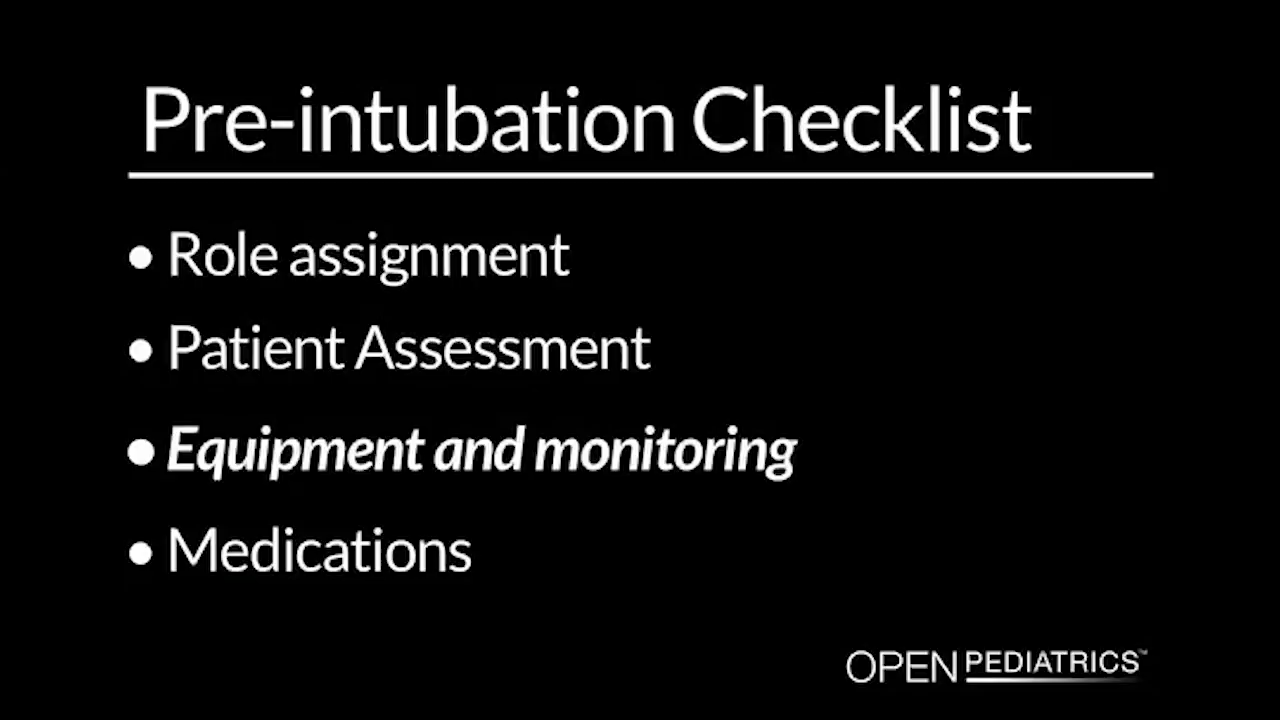 Pre-intubation Checklist
• Role assignment
• Patient Assessment
• Equipment and monitoring
• Medications
OPEN PEDIATRICS™